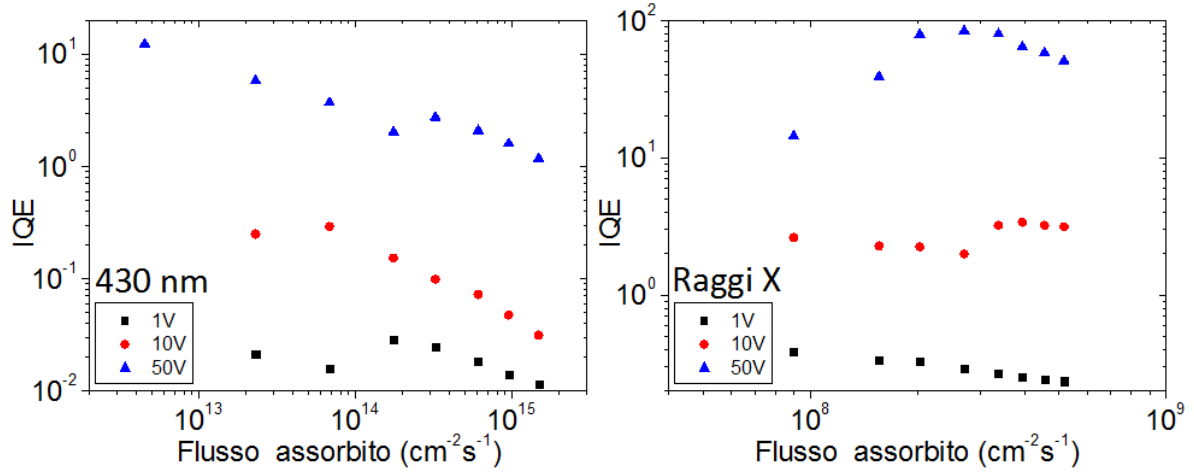 10^1
10^0
10^-1
10^-2
IQE
430 nm
1V
10V
50V
10^13
10^14
10^15
Flusso assorbito (cm^-2s^-1)
10^2
10^1
10^0
IQE
Raggi X
1V
10V
50V
10^8
10^9
Flusso assorbito (cm^-2s^-1)